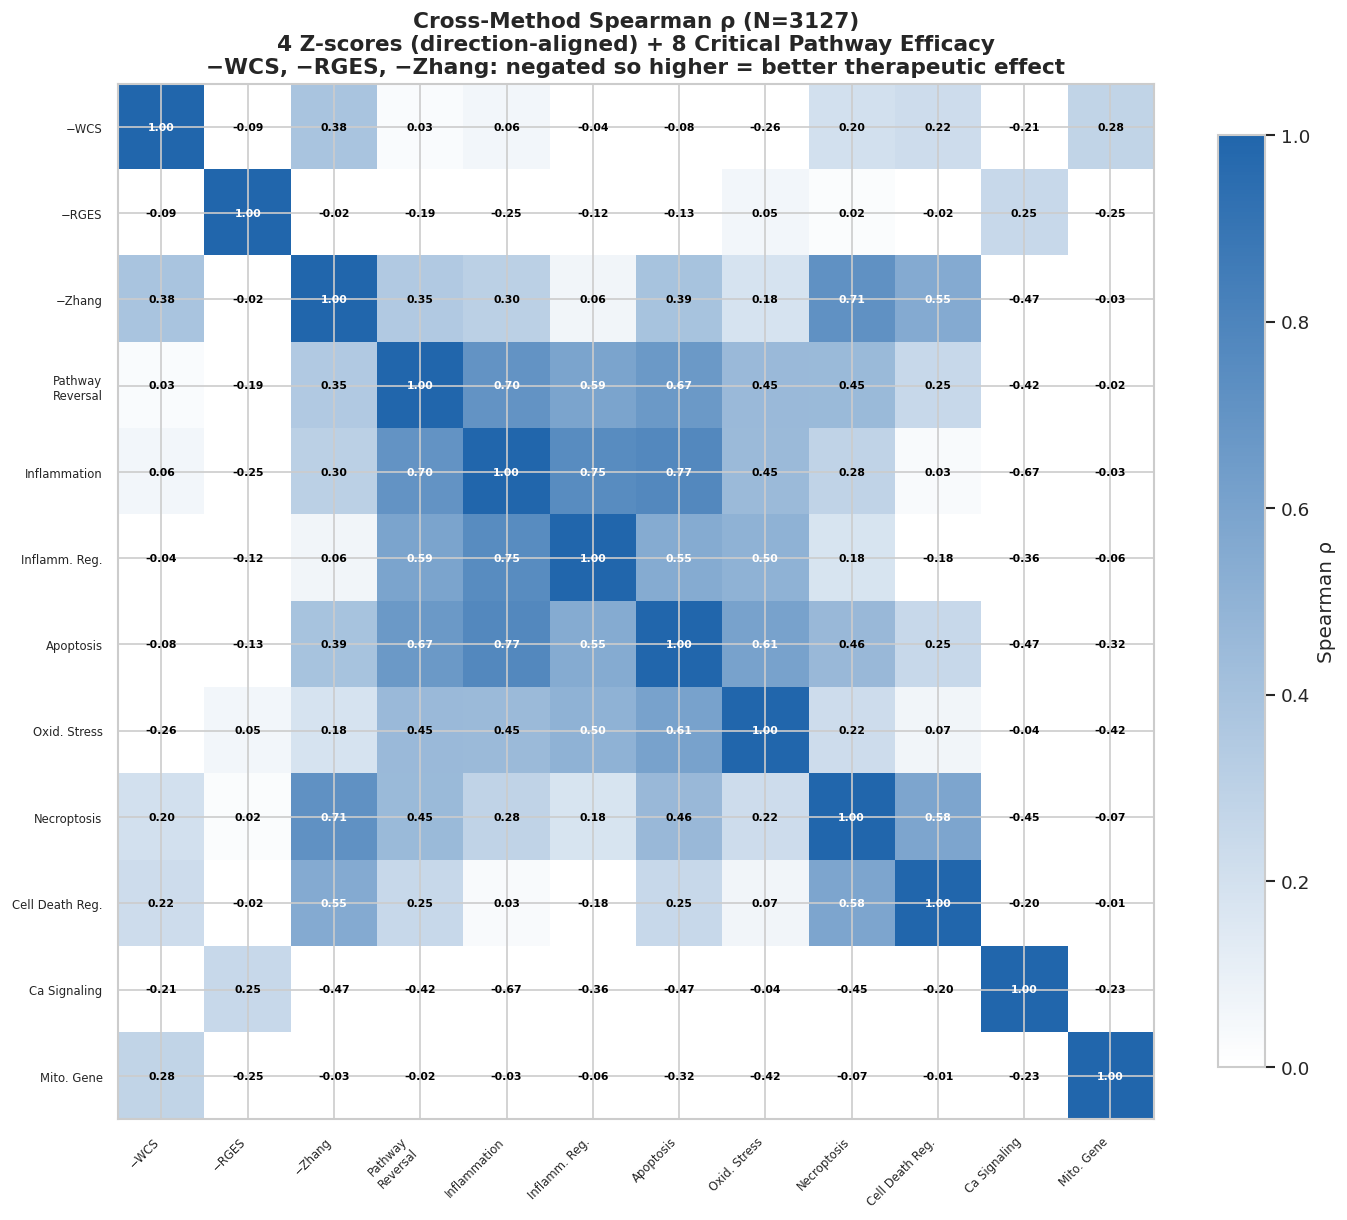 Cross-Method Spearman ρ (N=3127)
4 Z-scores (direction-aligned) + 8 Critical Pathway Efficacy
−WCS, −RGES, −Zhang: negated so higher = better therapeutic effect
−WCS 1.00 -0.09 0.38 0.03 0.06 -0.04 -0.08 -0.26 0.20 0.22 -0.21 0.28
−RGES -0.09 1.00 -0.02 -0.19 -0.25 -0.12 -0.13 0.05 0.02 -0.02 0.25 -0.25
−Zhang 0.38 -0.02 1.00 0.35 0.30 0.06 0.39 0.18 0.71 0.55 -0.47 -0.03
Pathway
Reversal 0.03 -0.19 0.35 1.00 0.70 0.59 0.67 0.45 0.45 0.25 -0.42 -0.02
Inflammation 0.06 -0.25 0.30 0.70 1.00 0.75 0.77 0.45 0.28 0.03 -0.67 -0.03
Inflamm. Reg. -0.04 -0.12 0.06 0.59 0.75 1.00 0.55 0.50 0.18 -0.18 -0.36 -0.06
Apoptosis -0.08 -0.13 0.39 0.67 0.77 0.55 1.00 0.61 0.46 0.25 -0.47 -0.32
Oxid. Stress -0.26 0.05 0.18 0.45 0.45 0.50 0.61 1.00 0.22 0.07 -0.04 -0.42
Necroptosis 0.20 0.02 0.71 0.45 0.28 0.18 0.46 0.22 1.00 0.58 -0.45 -0.07
Cell Death Reg. 0.22 -0.02 0.55 0.25 0.03 -0.18 0.25 0.07 0.58 1.00 -0.20 -0.01
Ca Signaling -0.21 0.25 -0.47 -0.42 -0.67 -0.36 -0.47 -0.04 -0.45 -0.20 1.00 -0.23
Mito. Gene 0.28 -0.25 -0.03 -0.02 -0.03 -0.06 -0.32 -0.42 -0.07 -0.01 -0.23 1.00
−WCS
−RGES
−Zhang
Pathway
Reversal
Inflammation
Inflamm. Reg.
Apoptosis
Oxid. Stress
Necroptosis
Cell Death Reg.
Ca Signaling
Mito. Gene
1.0
0.8
0.6
0.4
0.2
0.0
Spearman ρ